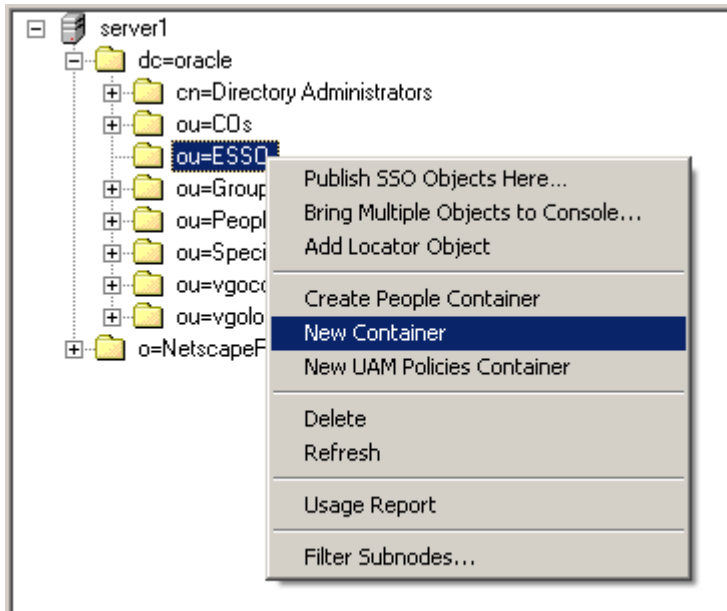 server1
dc=oracle
cn=Directory Administrators
ou=COs
ou=ESSO
ou=Group
ou=Peopl
ou=Speci
ou=vgoco
ou=vgolo
o=NetscapeF
Publish SSO Objects Here...
Bring Multiple Objects to Console...
Add Locator Object
Create People Container
New Container
New UAM Policies Container
Delete
Refresh
Usage Report
Filter Subnodes...